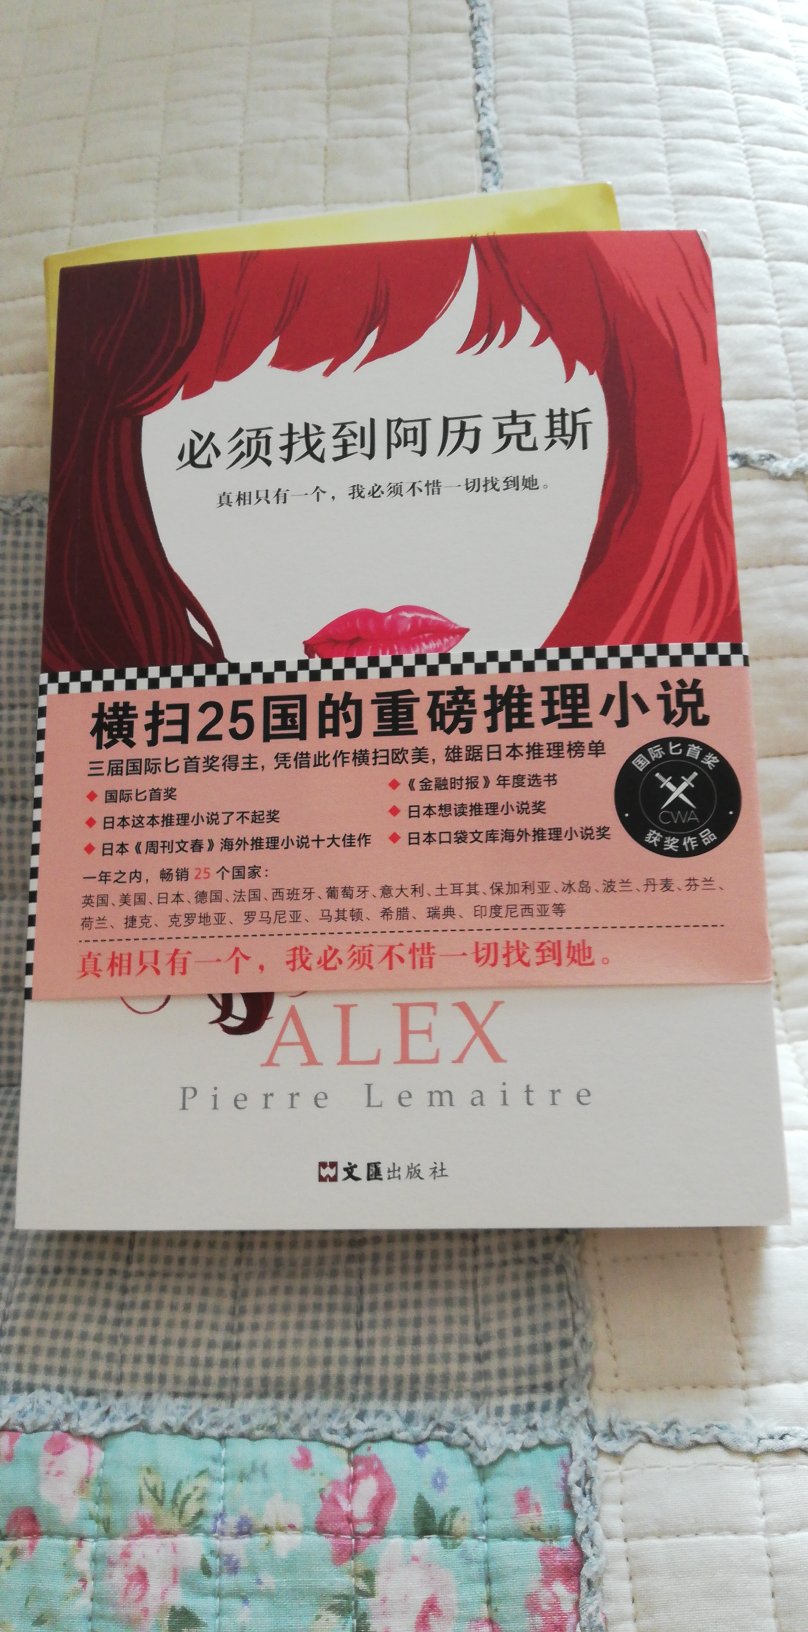 必须找到阿历克斯
真相只有一个，我必须不惜一切找到她。
横扫25国的重磅推理小说
三届国际匕首奖得主，凭借此作横扫欧美，雄踞日本推理榜单
◆ 国际匕首奖
◆《金融时报》年度选书
◆ 日本这本推理小说了不起奖
◆ 日本想读推理小说奖
◆ 日本《周刊文春》海外推理小说十大佳作
◆ 日本口袋文库海外推理小说奖
国际匕首奖
CWA
获奖作品
一年之内，畅销 25 个国家：
英国、美国、日本、德国、法国、西班牙、葡萄牙、意大利、土耳其、保加利亚、冰岛、波兰、丹麦、芬兰、
荷兰、捷克、克罗地亚、罗马尼亚、马其顿、希腊、瑞典、印度尼西亚等
真相只有一个，我必须不惜一切找到她。
ALEX
Pierre Lemaitre
文匯出版社